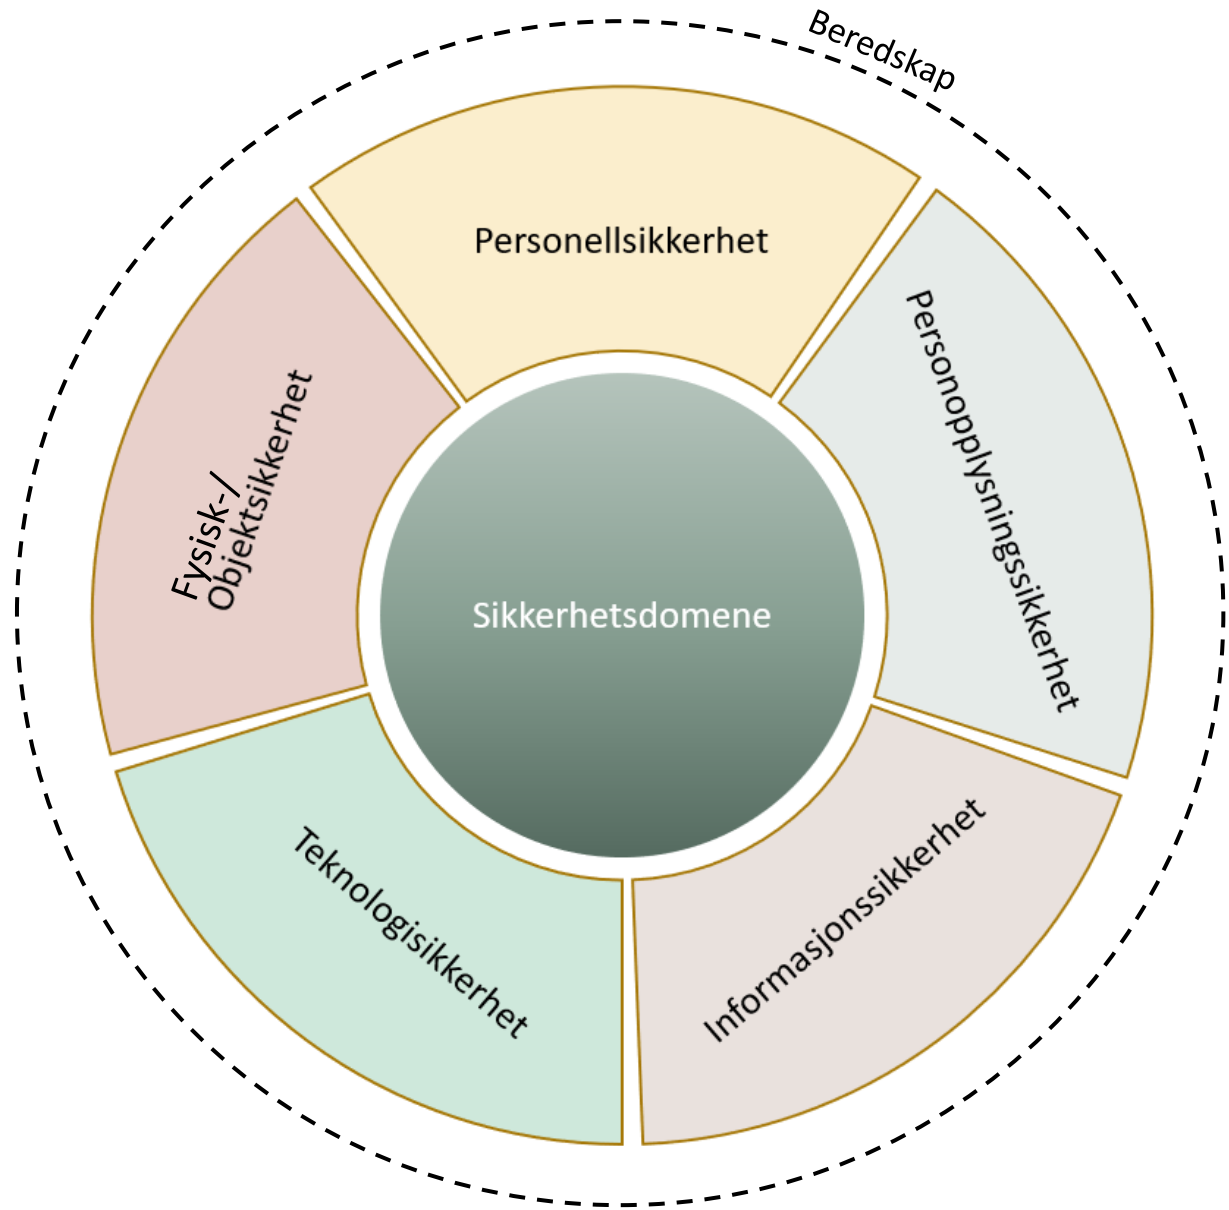 Beredskap
Personellsikkerhet
Personopplysningssikkerhet
Fysisk-/
Objektsikkerhet
Sikkerhetsdomene
Teknologisikkerhet
Informasjonssikkerhet